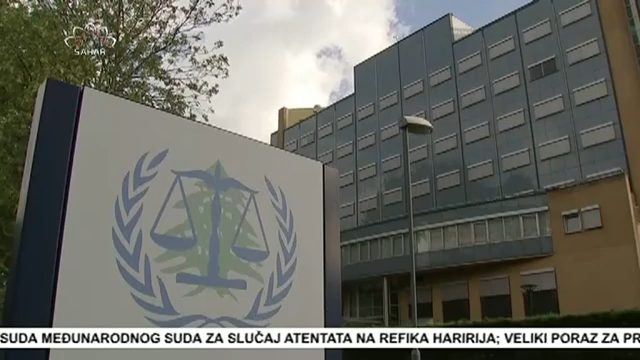 SAHAR
SUDA MEĐUNARODNOG SUDA ZA SLUČAJ ATENTATA NA REFIKA HARIRIJA; VELIKI PORAZ ZA PR